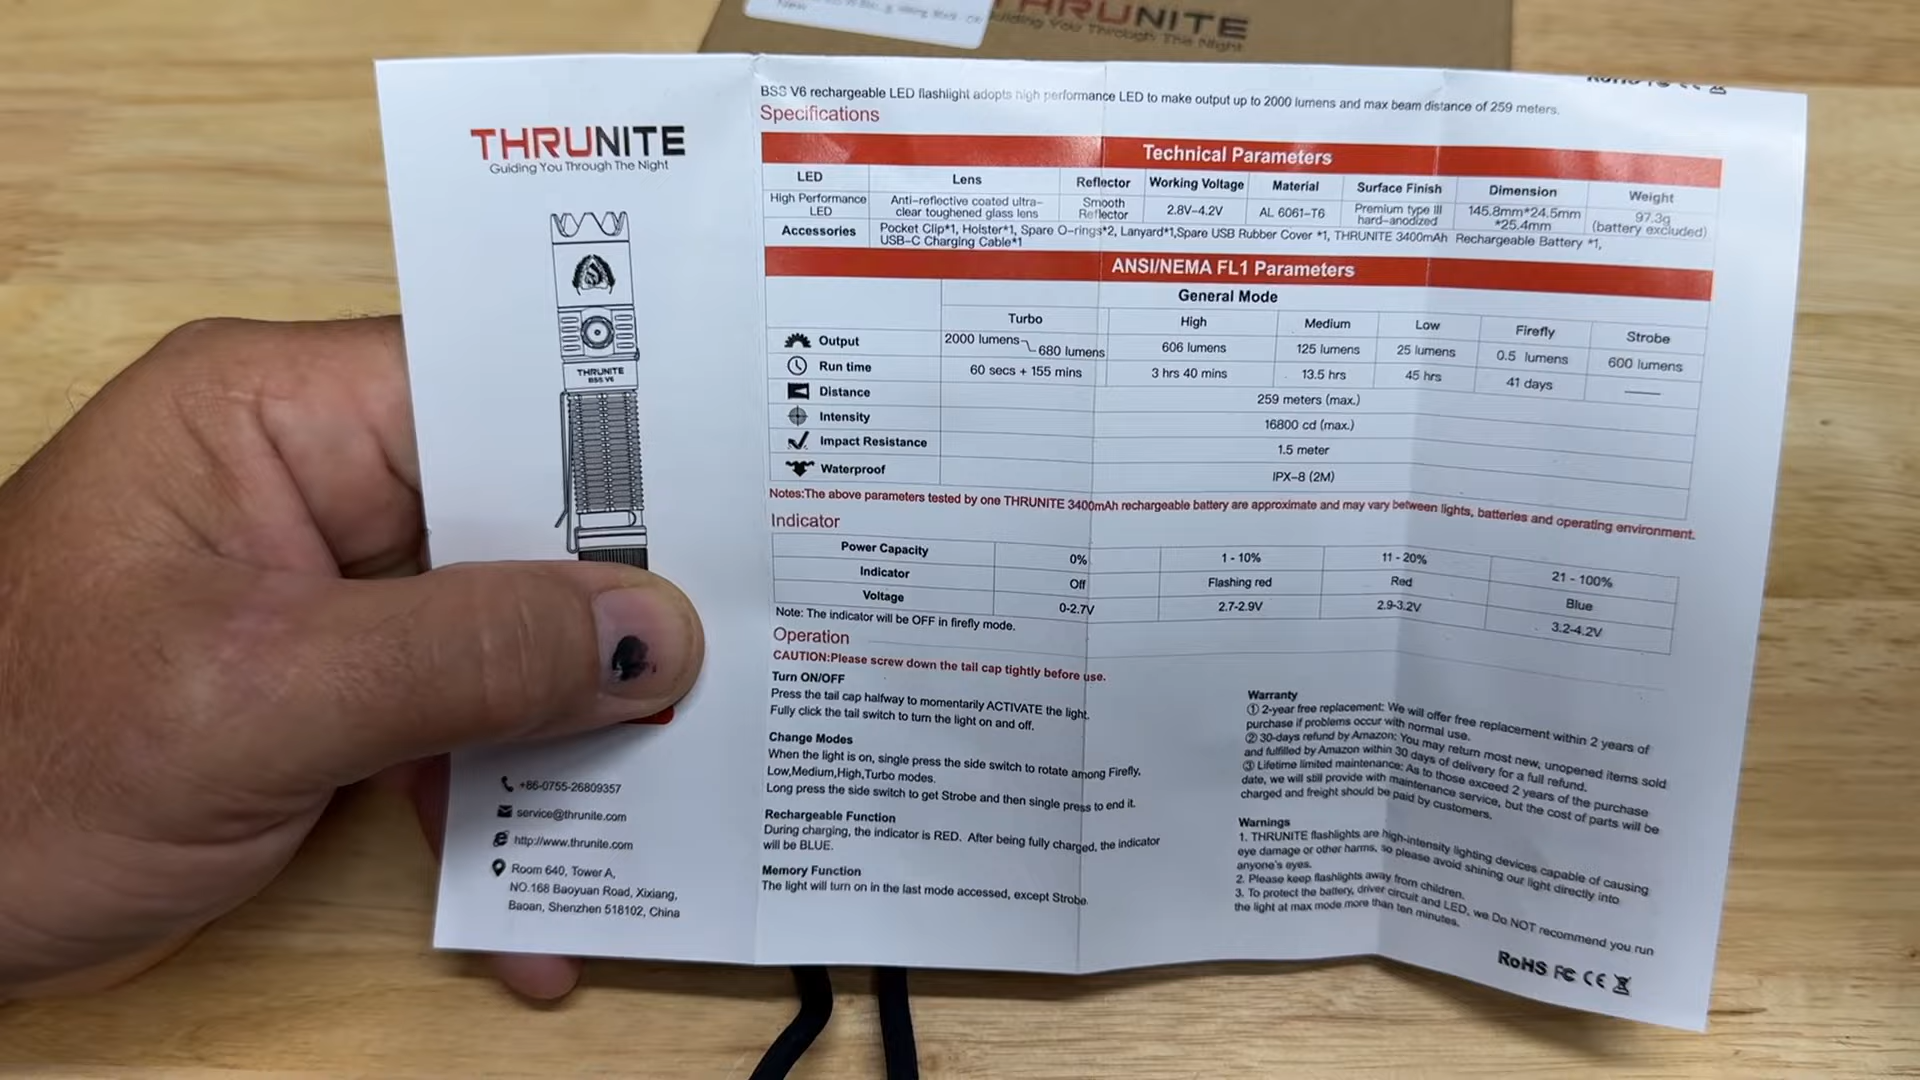 THRUNITE
Guiding You Through The Night
THRUNITE
Guiding You Through The Night
THRUNITE
BSS V6
+86-0755-26809357
service@thrunite.com
http://www.thrunite.com
Room 640, Tower A,
NO.168 Baoyuan Road, Xixiang,
Baoan, Shenzhen 518102, China
BSS V6 rechargeable LED flashlight adopts high performance LED to make output up to 2000 lumens and max beam distance of 259 meters.
Specifications
Technical Parameters
LED Lens Reflector Working Voltage Material Surface Finish Dimension Weight
High Performance LED Anti-reflective coated ultra-clear toughened glass lens Smooth Reflector 2.8V-4.2V AL 6061-T6 Premium type III hard-anodized 145.8mm*24.5mm*25.4mm 97.3g (battery excluded)
Accessories Pocket Clip*1, Holster*1, Spare O-rings*2, Lanyard*1,Spare USB Rubber Cover *1, THRUNITE 3400mAh Rechargeable Battery *1,
USB-C Charging Cable*1
ANSI/NEMA FL1 Parameters
General Mode
Turbo High Medium Low Firefly Strobe
Output 2000 lumens 680 lumens 606 lumens 125 lumens 25 lumens 0.5 lumens 600 lumens
Run time 60 secs + 155 mins 3 hrs 40 mins 13.5 hrs 45 hrs 41 days ——
Distance 259 meters (max.)
Intensity 16800 cd (max.)
Impact Resistance 1.5 meter
Waterproof IPX-8 (2M)
Notes:The above parameters tested by one THRUNITE 3400mAh rechargeable battery are approximate and may vary between lights, batteries and operating environment.
Indicator
Power Capacity 0% 1 - 10% 11 - 20% 21 - 100%
Indicator Off Flashing red Red Blue
Voltage 0-2.7V 2.7-2.9V 2.9-3.2V 3.2-4.2V
Note: The indicator will be OFF in firefly mode.
Operation
CAUTION:Please screw down the tail cap tightly before use.
Turn ON/OFF
Press the tail cap halfway to momentarily ACTIVATE the light.
Fully click the tail switch to turn the light on and off.
Change Modes
When the light is on, single press the side switch to rotate among Firefly,
Low,Medium,High,Turbo modes.
Long press the side switch to get Strobe and then single press to end it.
Rechargeable Function
During charging, the indicator is RED. After being fully charged, the indicator
will be BLUE.
Memory Function
The light will turn on in the last mode accessed, except Strobe.
Warranty
① 2-year free replacement: We will offer free replacement within 2 years of
purchase if problems occur with normal use.
② 30-days refund by Amazon: You may return most new, unopened items sold
and fulfilled by Amazon within 30 days of delivery for a full refund.
③ Lifetime limited maintenance: As to those exceed 2 years of the purchase
date, we will still provide with maintenance service, but the cost of parts will be
charged and freight should be paid by customers.
Warnings
1. THRUNITE flashlights are high-intensity lighting devices capable of causing
eye damage or other harms, so please avoid shining our light directly into
anyone's eyes.
2. Please keep flashlights away from children.
3. To protect the battery, driver circuit and LED, we Do NOT recommend you run
the light at max mode more than ten minutes.
RoHS FC CE